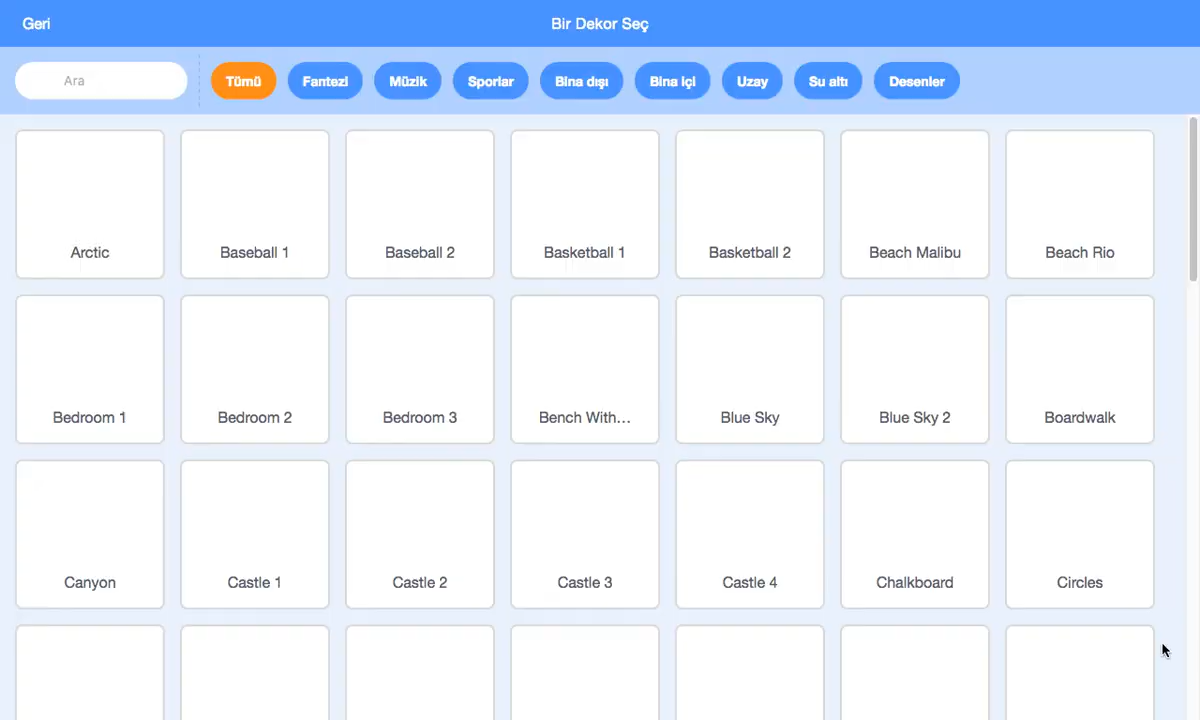 Geri
Bir Dekor Seç
Ara
Tümü
Fantezi
Müzik
Sporlar
Bina dışı
Bina içi
Uzay
Su altı
Desenler
Arctic
Baseball 1
Baseball 2
Basketball 1
Basketball 2
Beach Malibu
Beach Rio
Bedroom 1
Bedroom 2
Bedroom 3
Bench With...
Blue Sky
Blue Sky 2
Boardwalk
Canyon
Castle 1
Castle 2
Castle 3
Castle 4
Chalkboard
Circles